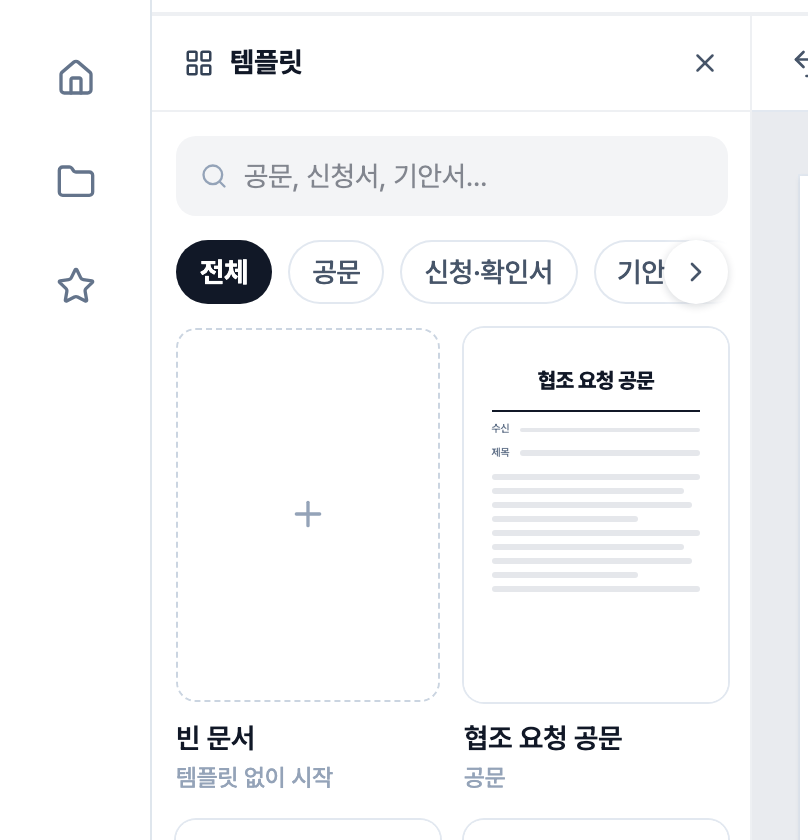 템플릿
공문, 신청서, 기안서...
전체
공문
신청·확인서
기안
협조 요청 공문
수신
제목
빈 문서
협조 요청 공문
템플릿 없이 시작
공문